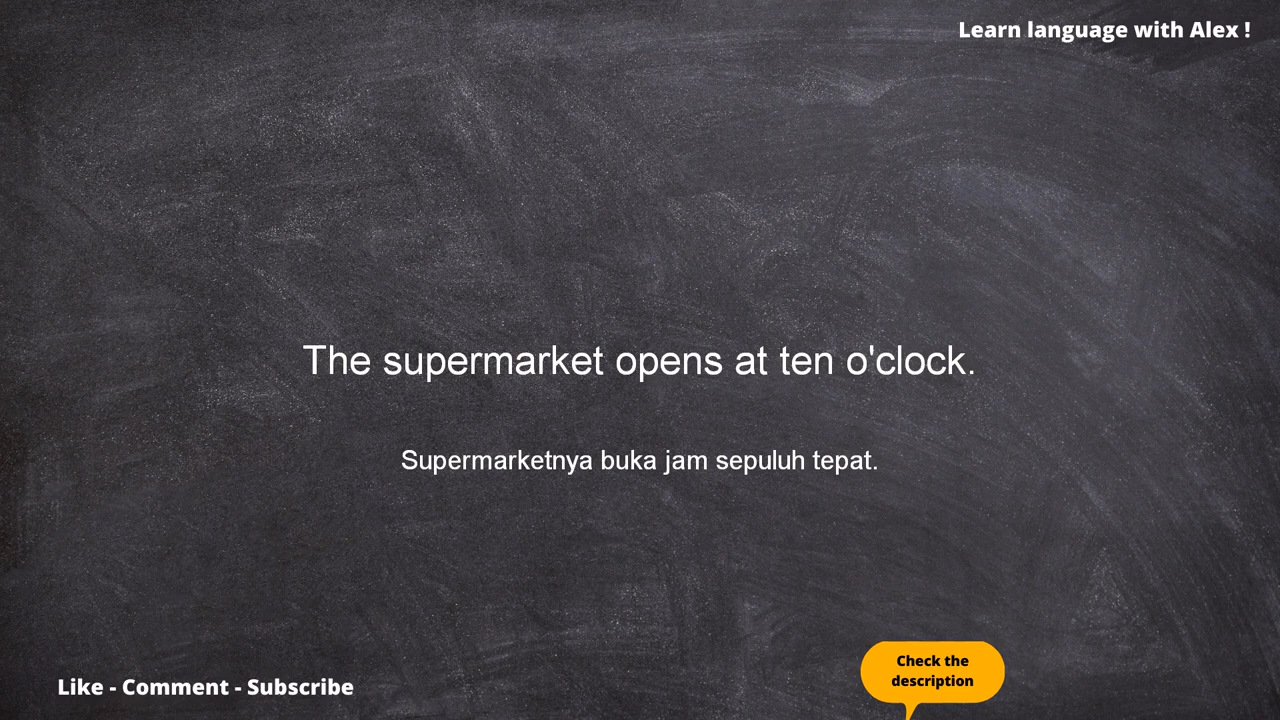 Learn language with Alex !
The supermarket opens at ten o'clock.
Supermarketnya buka jam sepuluh tepat.
Like - Comment - Subscribe
Check the
description